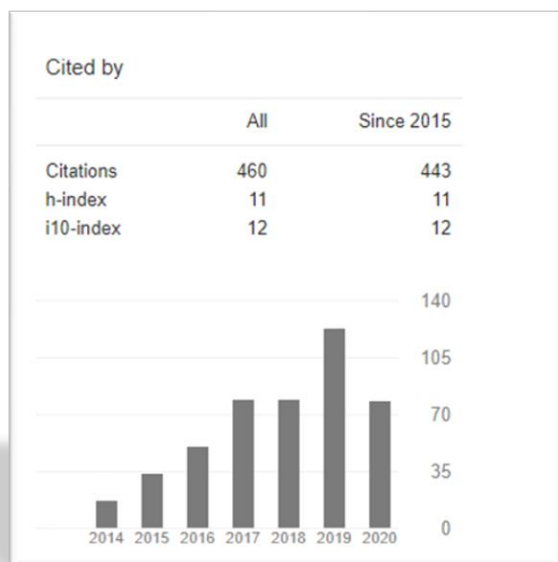 Cited by
All Since 2015
Citations 460 443
h-index 11 11
i10-index 12 12
140
105
70
35
0
2014 2015 2016 2017 2018 2019 2020